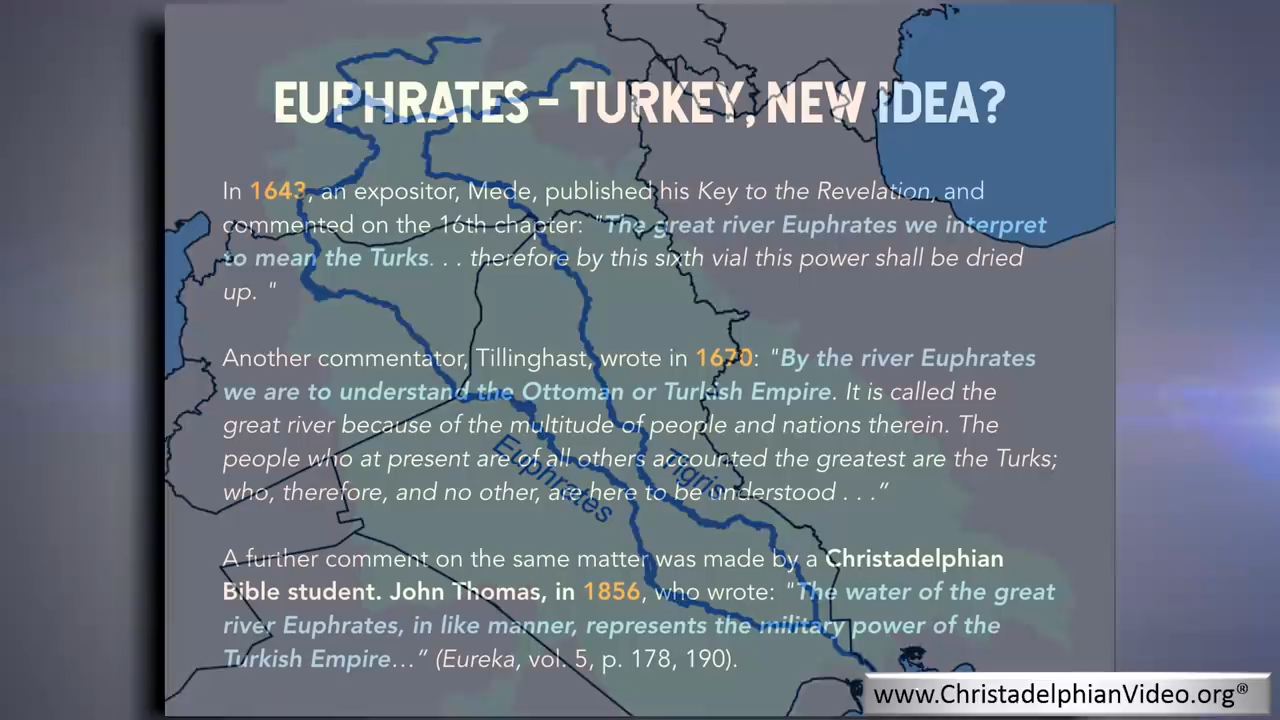 EUPHRATES - TURKEY, NEW IDEA?
In 1643, an expositor, Mede, published his Key to the Revelation, and
commented on the 16th chapter: "The great river Euphrates we interpret
to mean the Turks. . . therefore by this sixth vial this power shall be dried
up. "
Another commentator, Tillinghast, wrote in 1670: "By the river Euphrates
we are to understand the Ottoman or Turkish Empire. It is called the
great river because of the multitude of people and nations therein. The
people who at present are of all others accounted the greatest are the Turks;
who, therefore, and no other, are here to be understood . . ."
Euphrates
Tigris
A further comment on the same matter was made by a Christadelphian
Bible student. John Thomas, in 1856, who wrote: "The water of the great
river Euphrates, in like manner, represents the military power of the
Turkish Empire…" (Eureka, vol. 5, p. 178, 190).
www.ChristadelphianVideo.org®